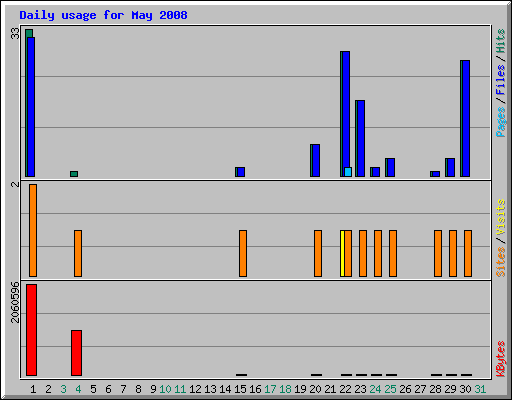 Daily usage for May 2008
33
Pages / Files / Hits
2
Sites / Visits
2060596
KBytes
1 2 3 4 5 6 7 8 9 10 11 12 13 14 15 16 17 18 19 20 21 22 23 24 25 26 27 28 29 30 31